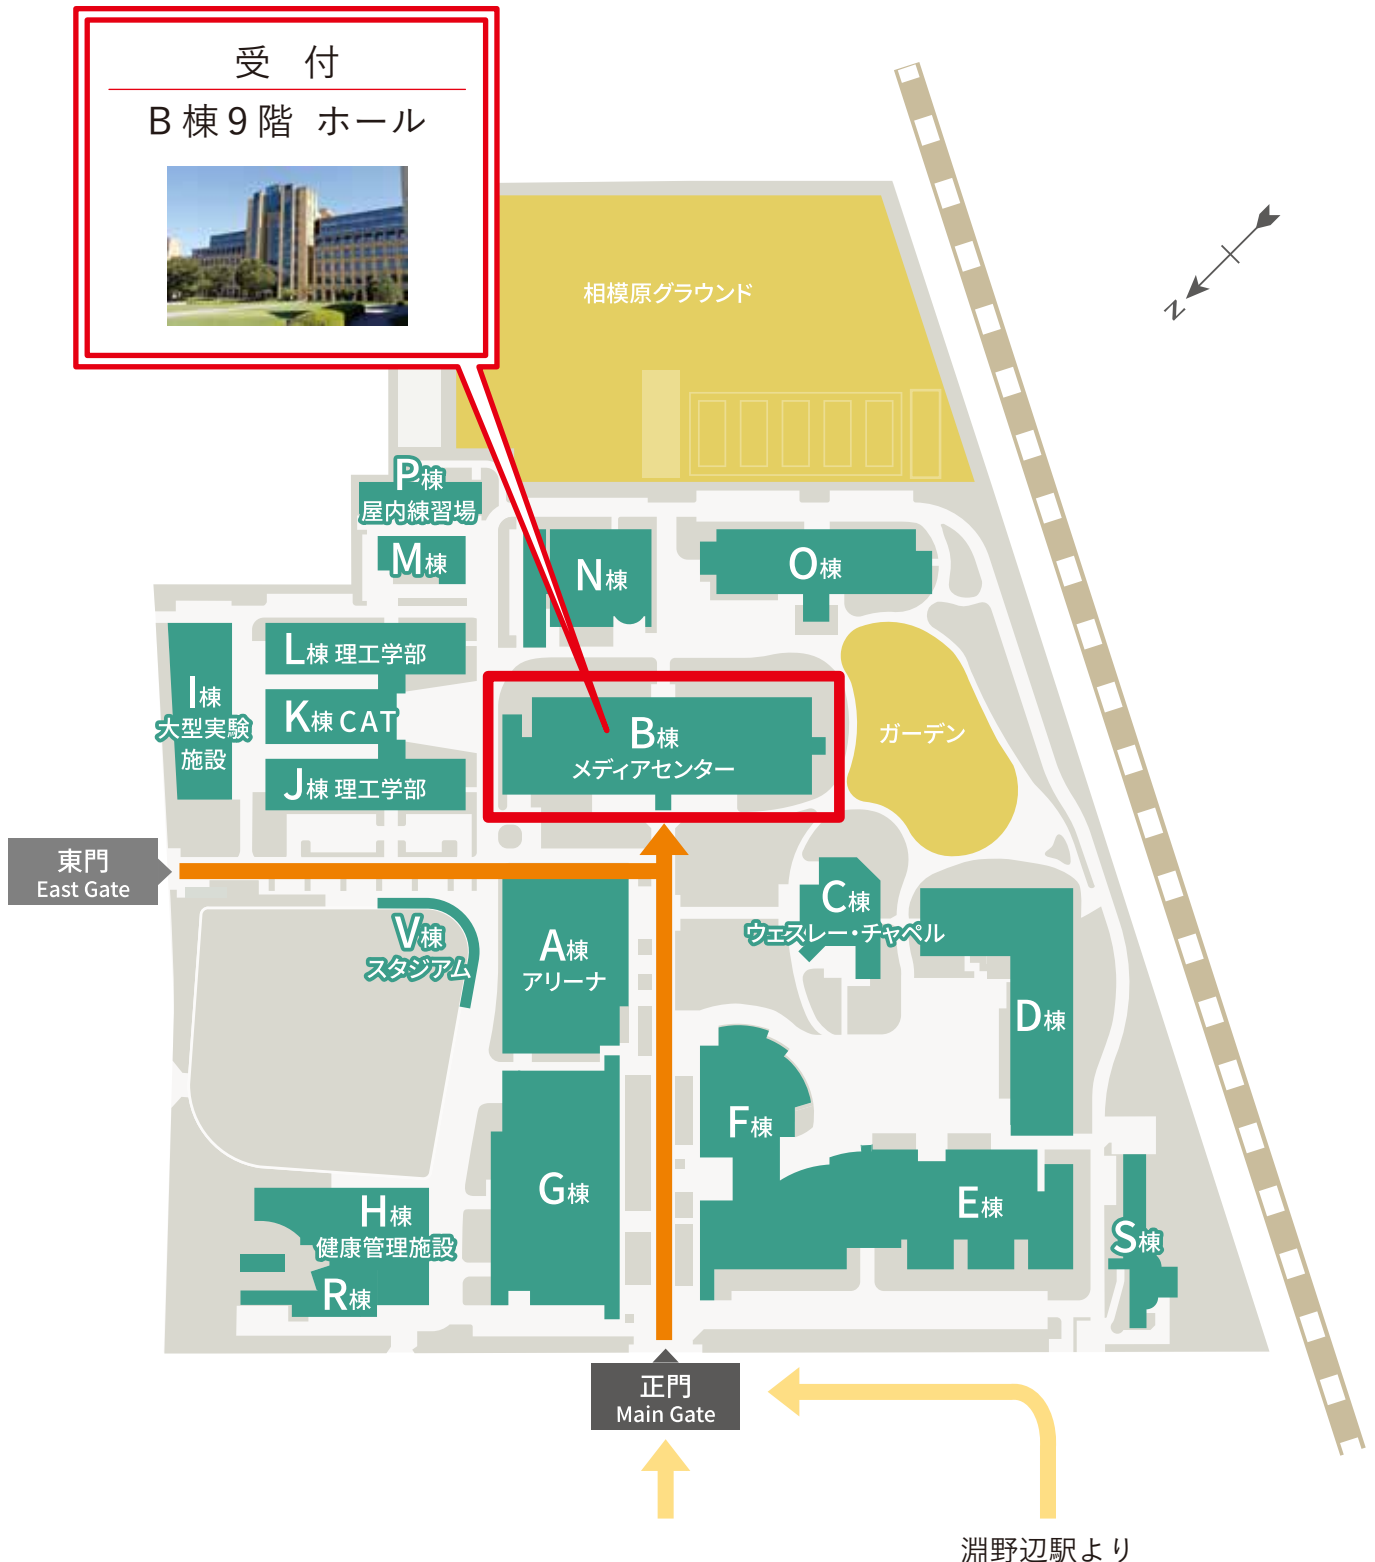 受 付
B棟9階 ホール
N
相模原グラウンド
P棟
屋内練習場
M棟
N棟
O棟
L棟 理工学部
I棟
大型実験
施設
K棟 CAT
J棟 理工学部
B棟
メディアセンター
ガーデン
東門
East Gate
V棟
スタジアム
A棟
アリーナ
C棟
ウェスレー・チャペル
D棟
F棟
G棟
E棟
H棟
健康管理施設
R棟
S棟
正門
Main Gate
淵野辺駅より